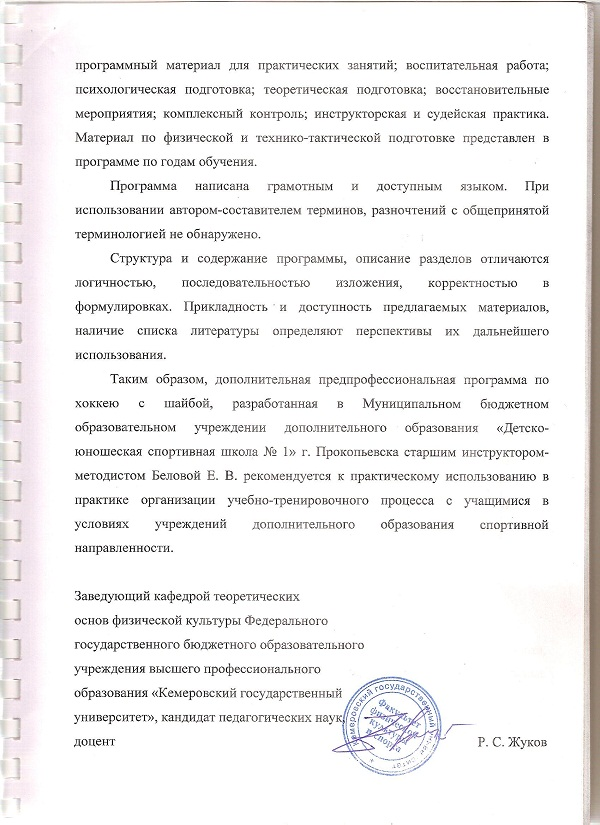 программный материал для практических занятий; воспитательная работа;
психологическая подготовка; теоретическая подготовка; восстановительные
мероприятия; комплексный контроль; инструкторская и судейская практика.
Материал по физической и технико-тактической подготовке представлен в
программе по годам обучения.
Программа написана грамотным и доступным языком. При
использовании автором-составителем терминов, разночтений с общепринятой
терминологией не обнаружено.
Структура и содержание программы, описание разделов отличаются
логичностью, последовательностью изложения, корректностью в
формулировках. Прикладность и доступность предлагаемых материалов,
наличие списка литературы определяют перспективы их дальнейшего
использования.
Таким образом, дополнительная предпрофессиональная программа по
хоккею с шайбой, разработанная в Муниципальном бюджетном
образовательном учреждении дополнительного образования «Детско-
юношеская спортивная школа № 1» г. Прокопьевска старшим инструктором-
методистом Беловой Е. В. рекомендуется к практическому использованию в
практике организации учебно-тренировочного процесса с учащимися в
условиях учреждений дополнительного образования спортивной
направленности.
Заведующий кафедрой теоретических
основ физической культуры Федерального
государственного бюджетного образовательного
учреждения высшего профессионального
образования «Кемеровский государственный
университет», кандидат педагогических наук,
доцент Р. С. Жуков
Кемеровский государственный
Факультет
физической
культуры
и спорта